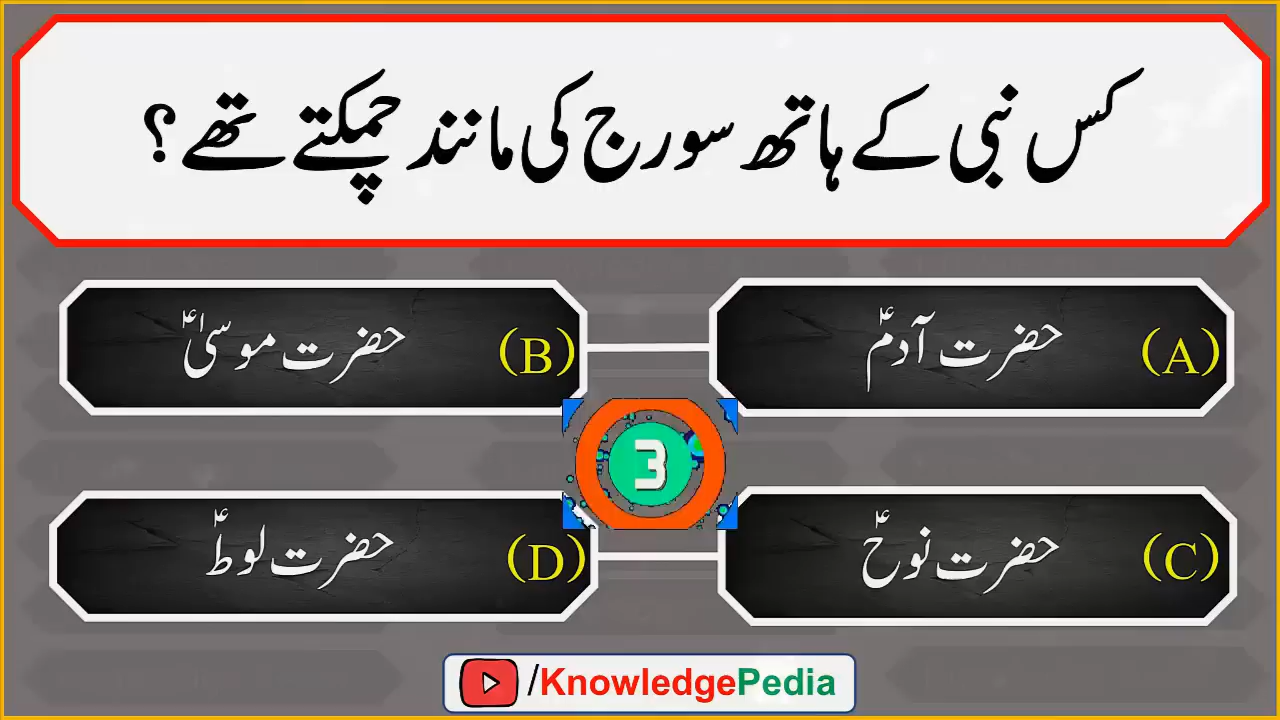 کس نبی کے ہاتھ سورج کی مانند چمکتے تھے؟
(A) حضرت آدمؑ
(B) حضرت موسیٰؑ
3
(C) حضرت نوحؑ
(D) حضرت لوطؑ
/KnowledgePedia